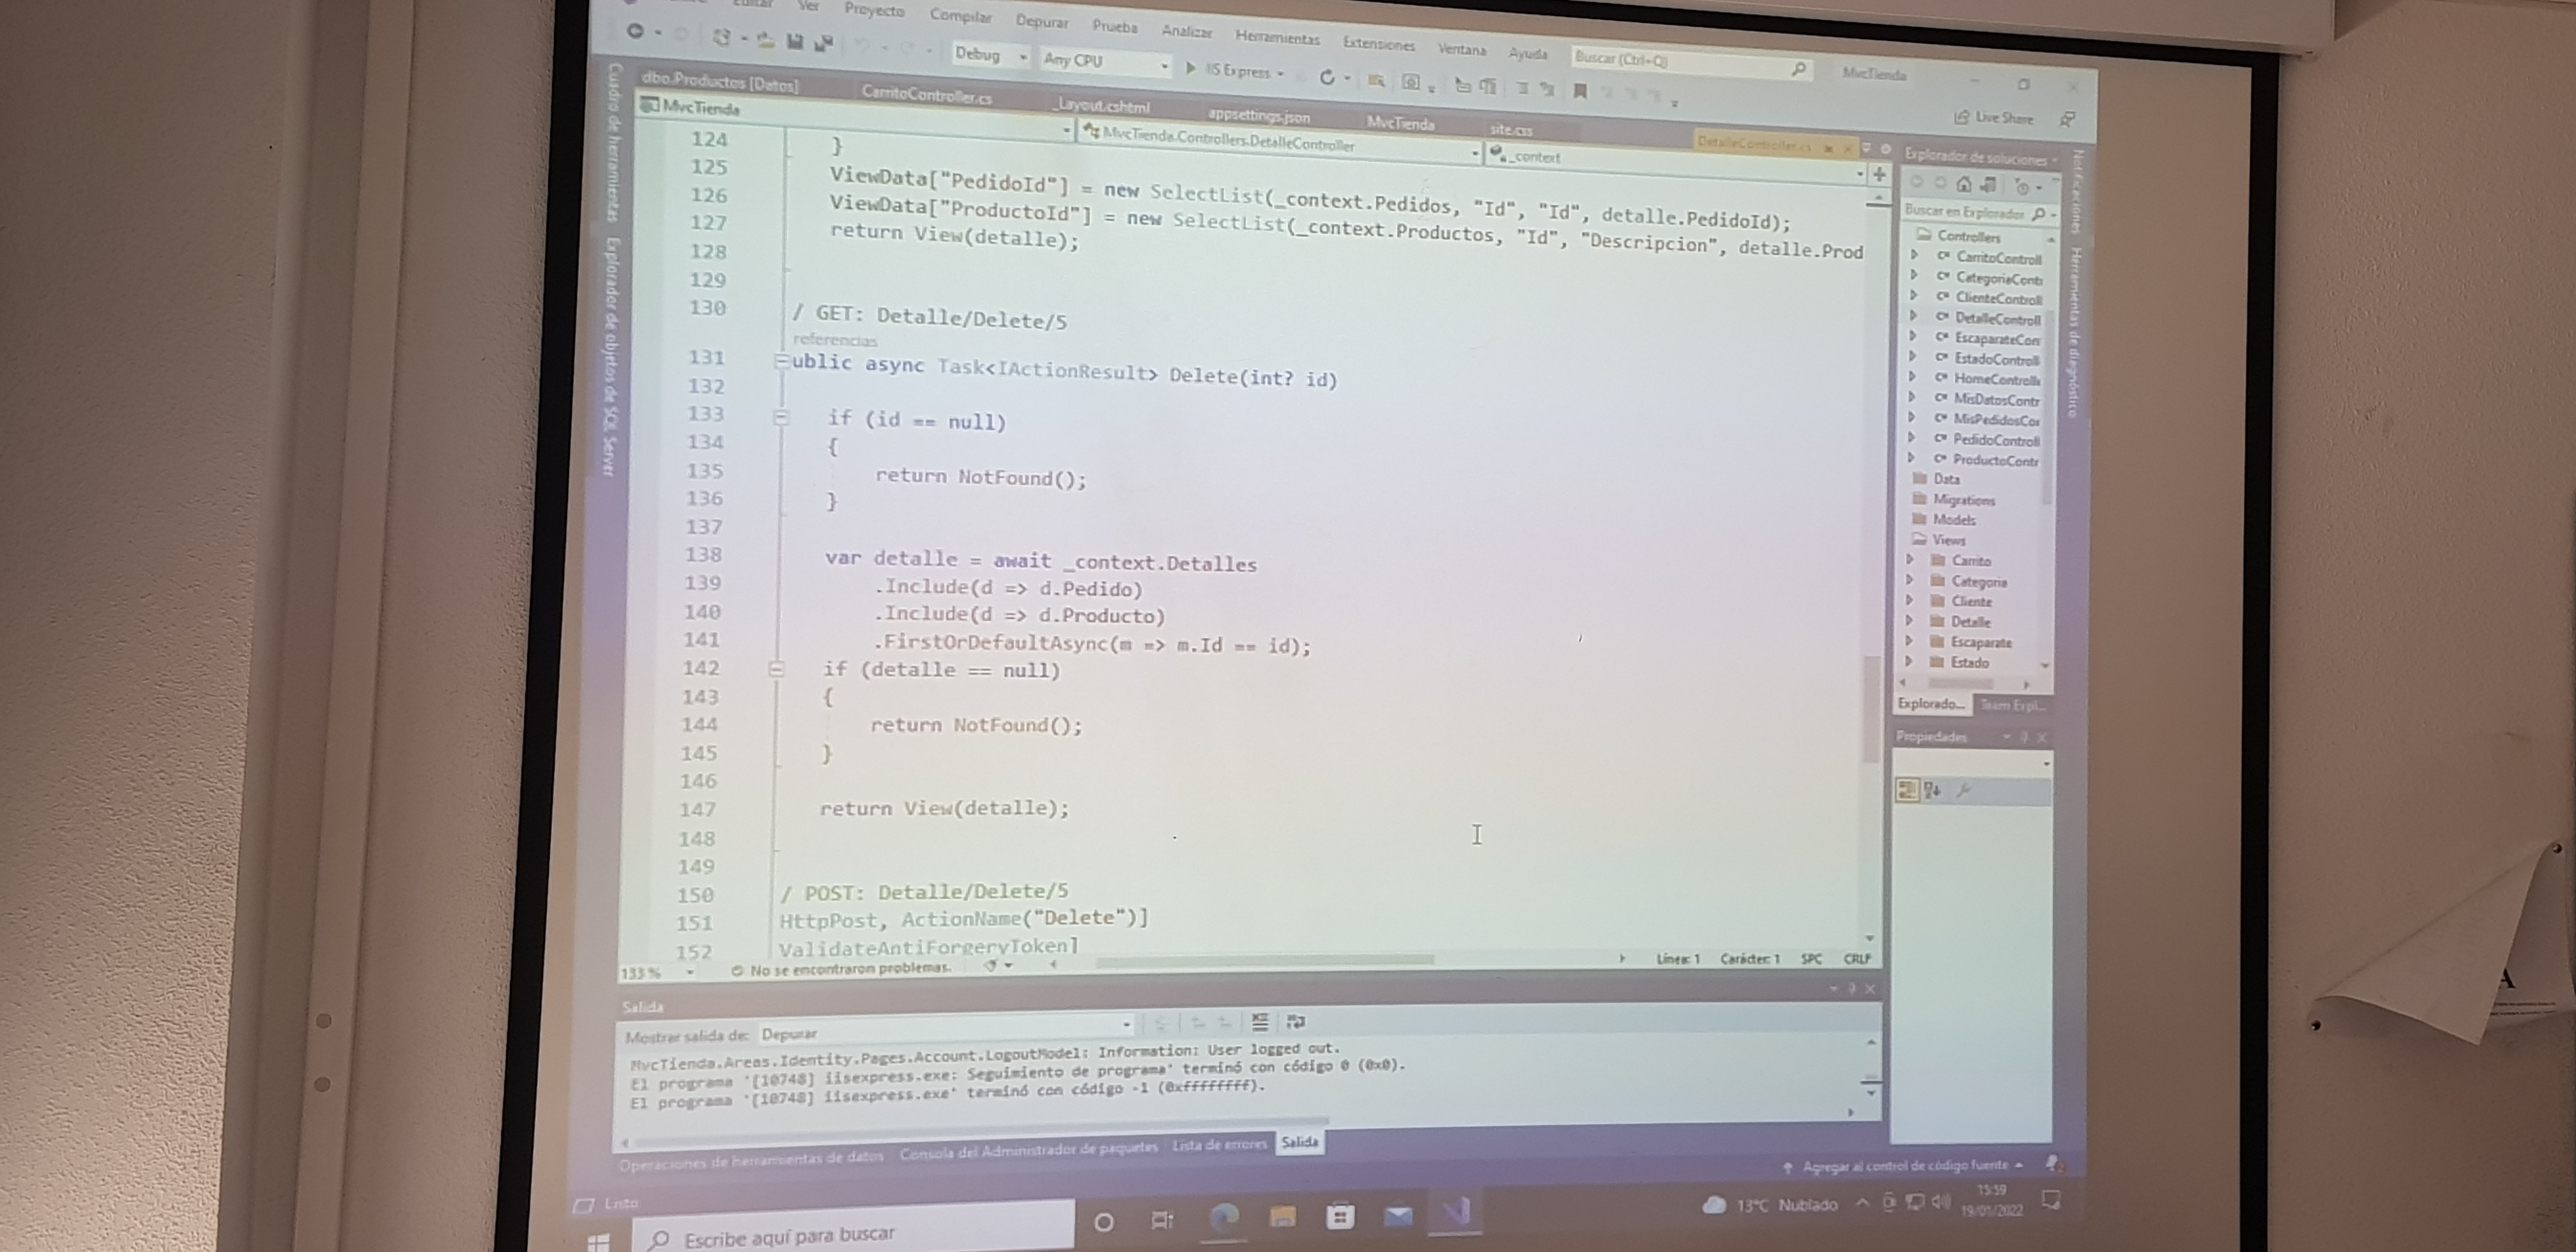 Editar Ver Proyecto Compilar Depurar Prueba Analizar Herramientas Extensiones Ventana Ayuda Buscar (Ctrl+Q) MvcTienda
Debug Any CPU IIS Express
Live Share
dbo.Productos [Datos] CarritoController.cs _Layout.cshtml appsettings.json MvcTienda site.css DetalleController.cs
MvcTienda MvcTienda.Controllers.DetalleController _context
124 }
125 ViewData["PedidoId"] = new SelectList(_context.Pedidos, "Id", "Id", detalle.PedidoId);
126 ViewData["ProductoId"] = new SelectList(_context.Productos, "Id", "Descripcion", detalle.Prod
127 return View(detalle);
128
129
130 / GET: Detalle/Delete/5
referencias
131 ublic async Task<IActionResult> Delete(int? id)
132
133 if (id == null)
134 {
135 return NotFound();
136 }
137
138 var detalle = await _context.Detalles
139 .Include(d => d.Pedido)
140 .Include(d => d.Producto)
141 .FirstOrDefaultAsync(m => m.Id == id);
142 if (detalle == null)
143 {
144 return NotFound();
145 }
146
147 return View(detalle);
148
149
150 / POST: Detalle/Delete/5
151 HttpPost, ActionName("Delete")]
152 ValidateAntiForgeryToken]
133 % No se encontraron problemas. Línea: 1 Carácter: 1 SPC CRLF
Cuadro de herramientas Explorador de objetos de SQL Server
Explorador de soluciones
Buscar en Explorador
Controllers
C# CarritoControll
C# CategoriaContr
C# ClienteControll
C# DetalleControll
C# EscaparateCon
C# EstadoControll
C# HomeControlle
C# MisDatosContr
C# MisPedidosCor
C# PedidoControll
C# ProductoContr
Data
Migrations
Models
Views
Carrito
Categoria
Cliente
Detalle
Escaparate
Estado
Explorado... Team Expl...
Propiedades
Notificaciones Herramientas de diagnóstico
Salida
Mostrar salida de: Depurar
MvcTienda.Areas.Identity.Pages.Account.LogoutModel: Information: User logged out.
El programa '[10748] iisexpress.exe: Seguimiento de programa' terminó con código 0 (0x0).
El programa '[10748] iisexpress.exe' terminó con código -1 (0xffffffff).
Operaciones de herramientas de datos Consola del Administrador de paquetes Lista de errores Salida
Listo Agregar al control de código fuente
Escribe aquí para buscar
13°C Nublado
15:59
19/01/2022
A